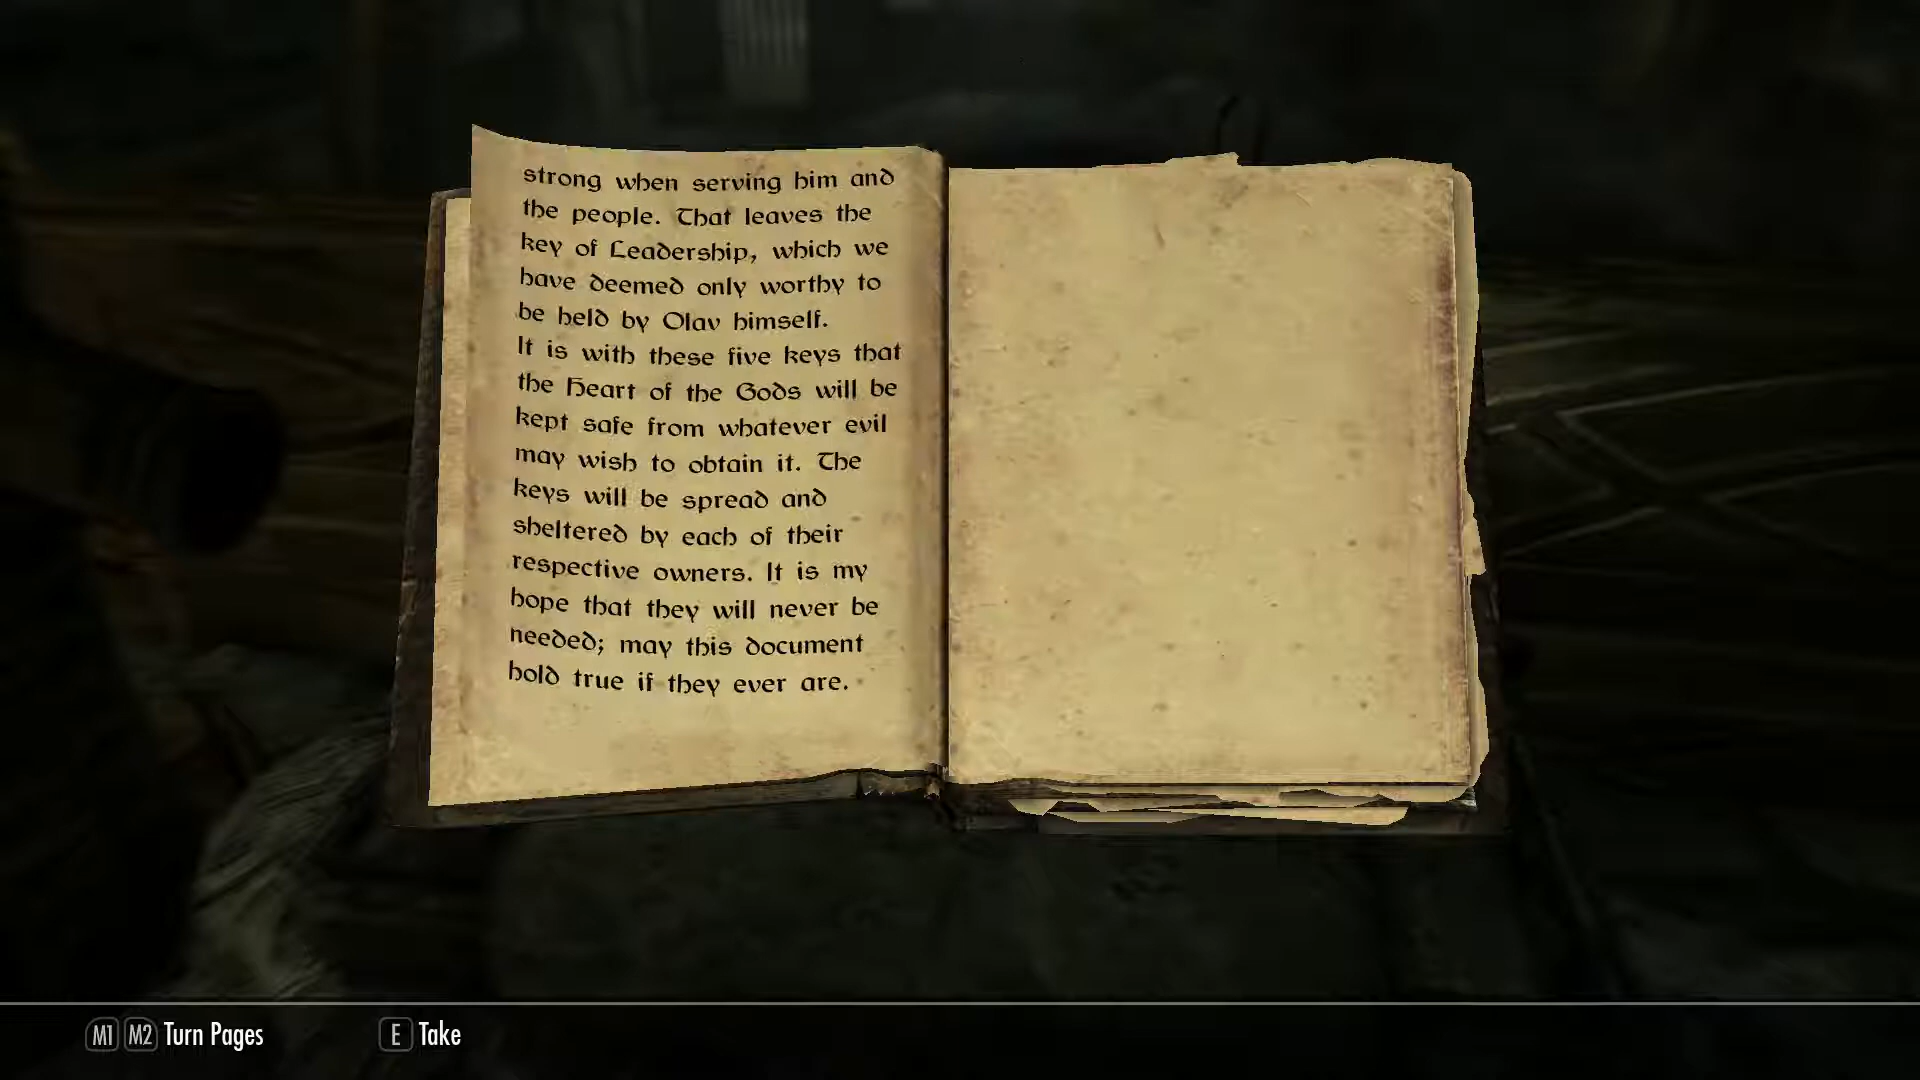 strong when serving him and
the people. That leaves the
key of Leadership, which we
have deemed only worthy to
be held by Olav himself.
It is with these five keys that
the Heart of the Gods will be
kept safe from whatever evil
may wish to obtain it. The
keys will be spread and
sheltered by each of their
respective owners. It is my
hope that they will never be
needed; may this document
hold true if they ever are.
M1 M2 Turn Pages E Take